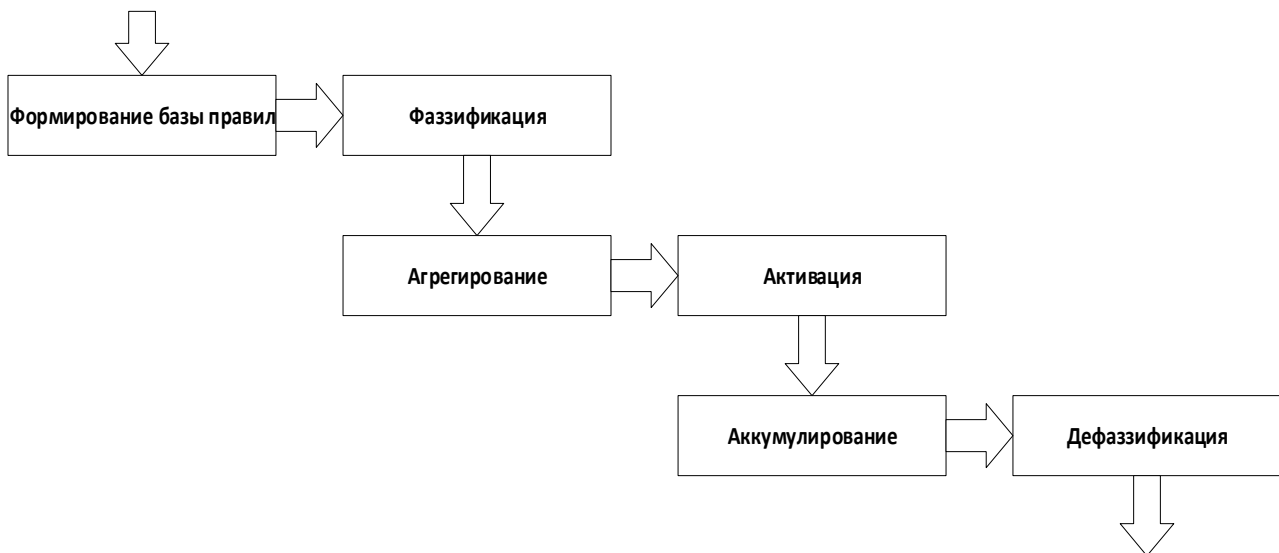 Формирование базы правил
Фаззификация
Агрегирование
Активация
Аккумулирование
Дефаззификация